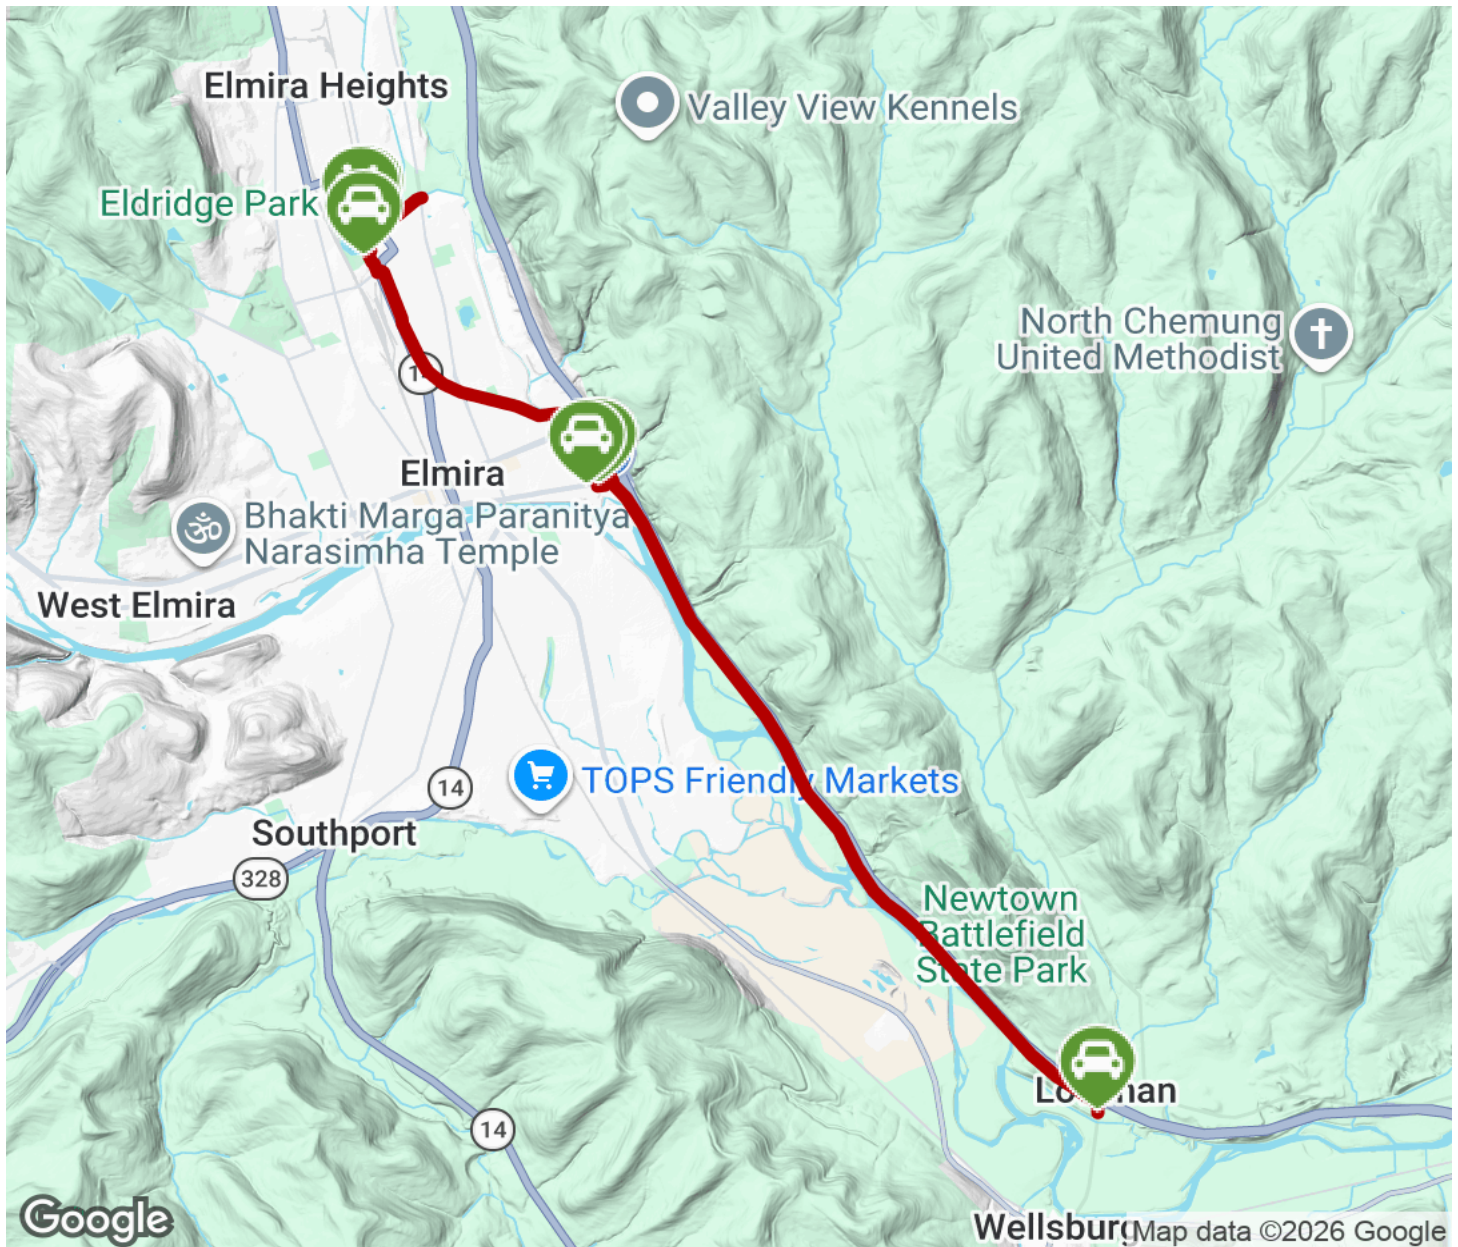 Elmira Heights
Valley View Kennels
Eldridge Park
North Chemung
United Methodist
Elmira
Bhakti Marga Paranitya
Narasimha Temple
West Elmira
14
TOPS Friendly Markets
Southport
328
Newtown
Battlefield
State Park
14
Wellsburg
Google
Map data ©2026 Google